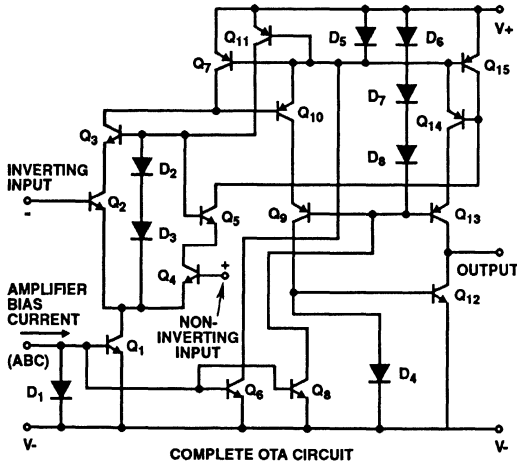 Q11
D5
D6
V+
Q7
Q15
Q10
D7
Q14
Q3
D2
D8
INVERTING
INPUT
-
Q2
Q5
Q9
Q13
D3
Q4
+
OUTPUT
AMPLIFIER
BIAS
CURRENT
NON-
INVERTING
INPUT
Q12
(ABC)
Q1
D1
Q6
Q8
D4
V-
V-
COMPLETE OTA CIRCUIT